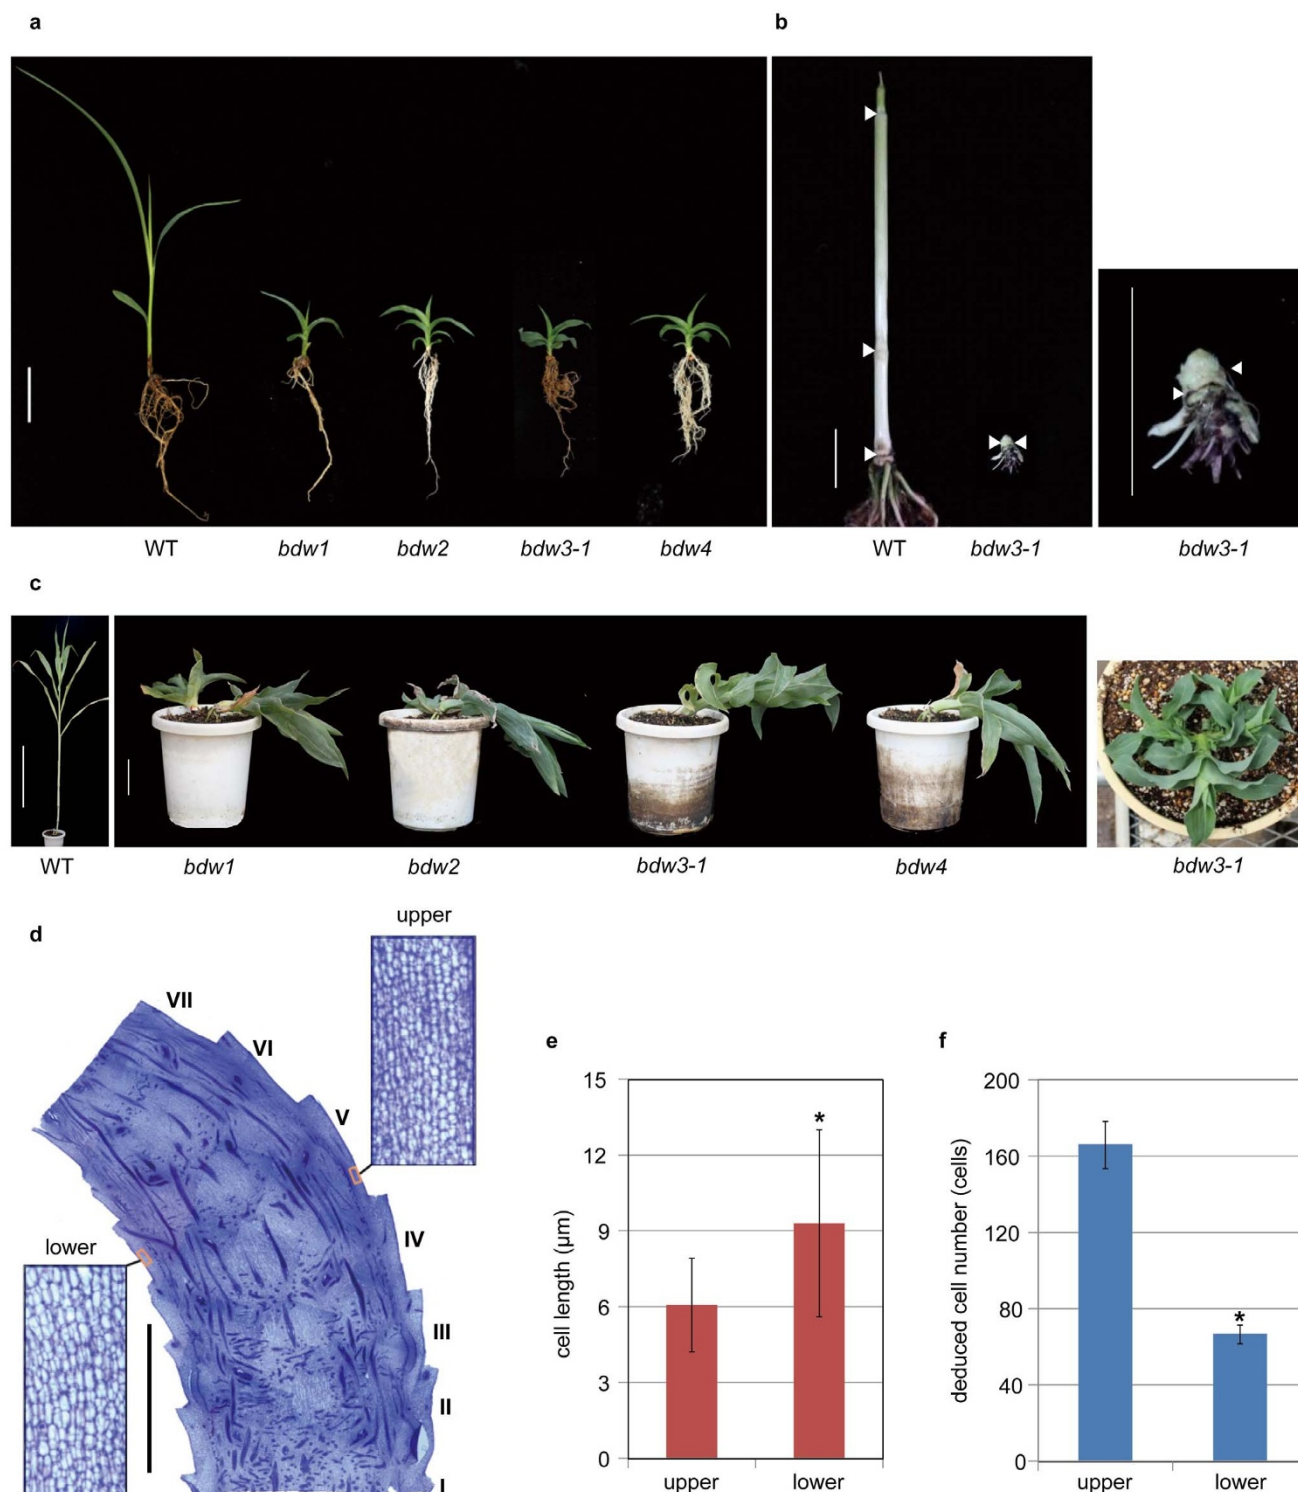 a
b
WT bdw1 bdw2 bdw3-1 bdw4
WT bdw3-1
bdw3-1
c
WT
bdw1 bdw2 bdw3-1 bdw4
bdw3-1
d
upper
VII
VI
V
IV
III
II
I
lower
e
15
12
9
6
3
0
cell length (μm)
*
upper lower
f
200
160
120
80
40
0
deduced cell number (cells)
*
upper lower